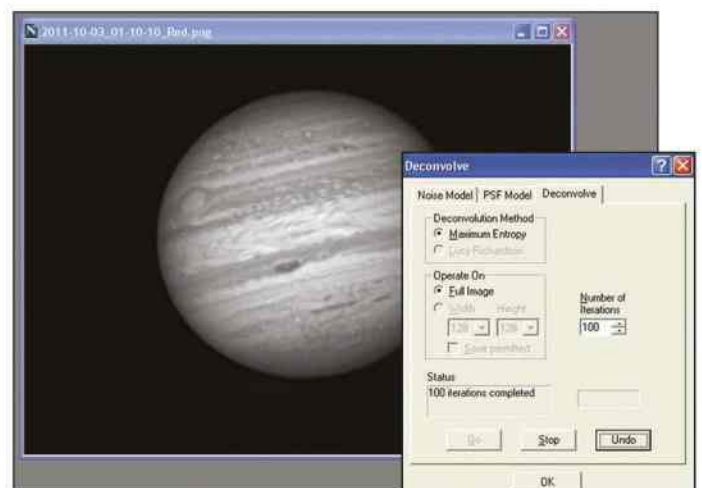 2011-10-03_01-10-10_Red.png
Deconvolve
Noise Model PSF Model Deconvolve
Deconvolution Method
Maximum Entropy
Lucy-Richardson
Operate On
Full Image
Width Height
128 128
Save permitted
Number of
Iterations
100
Status
100 iterations completed
Go Stop Undo
OK